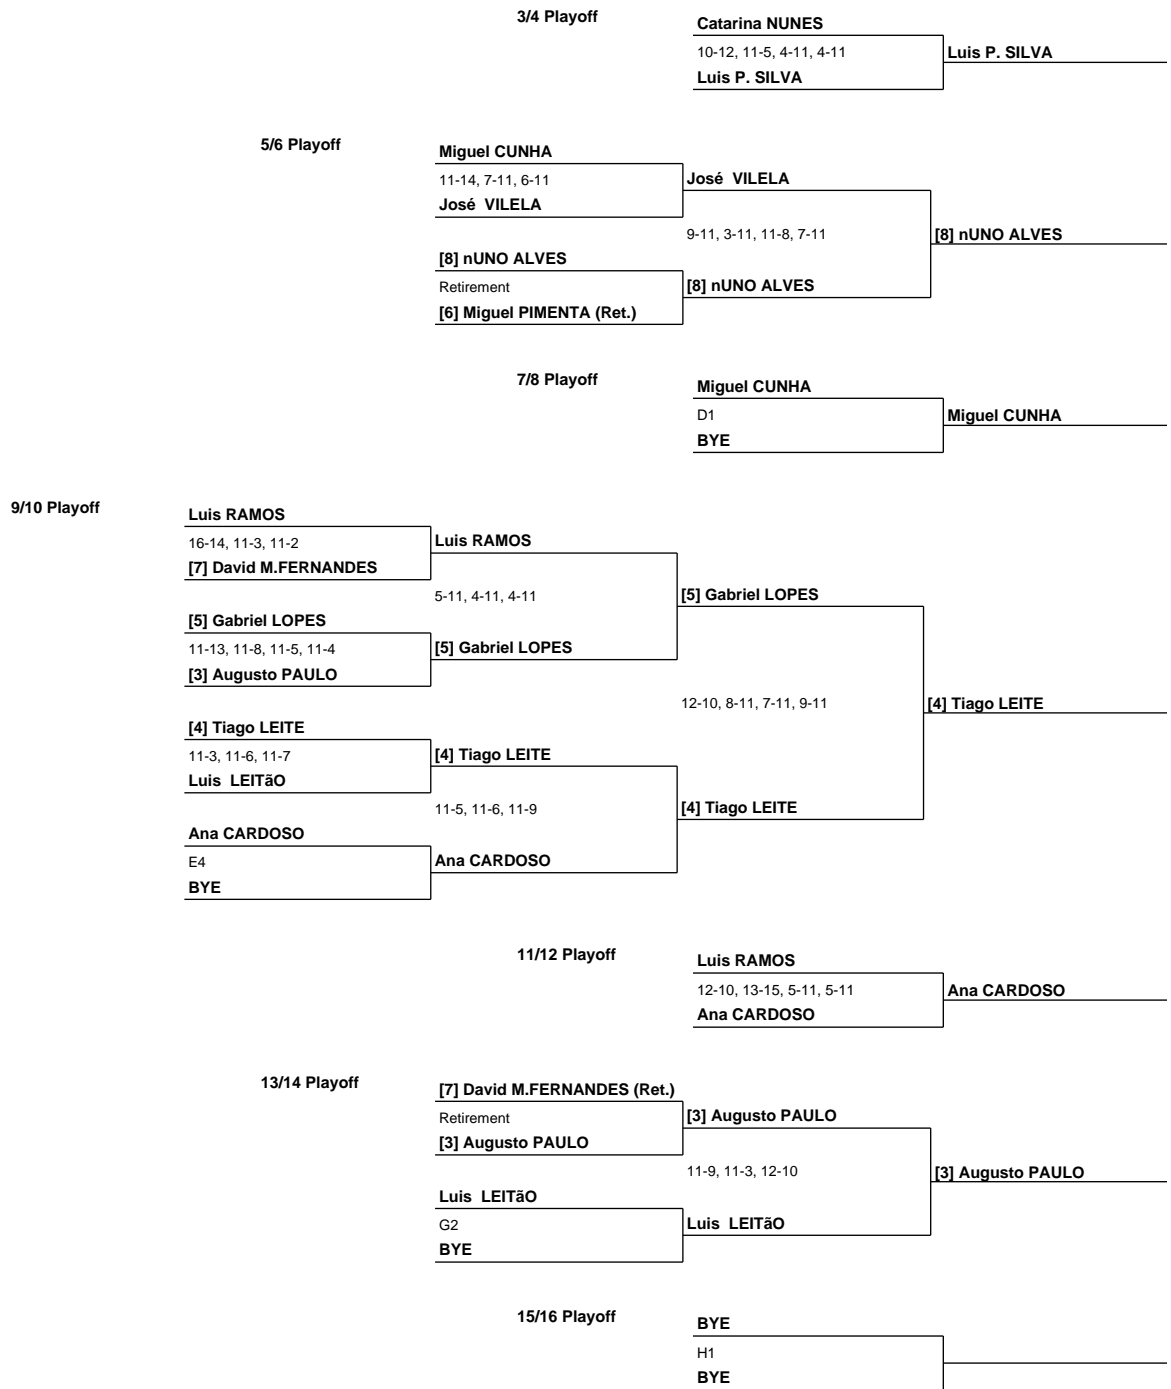 3/4 Playoff
Catarina NUNES
10-12, 11-5, 4-11, 4-11
Luis P. SILVA
Luis P. SILVA
5/6 Playoff
Miguel CUNHA
11-14, 7-11, 6-11
José  VILELA
José  VILELA
9-11, 3-11, 11-8, 7-11
[8] nUNO ALVES
[8] nUNO ALVES
Retirement
[8] nUNO ALVES
[6] Miguel PIMENTA (Ret.)
7/8 Playoff
Miguel CUNHA
D1
Miguel CUNHA
BYE
9/10 Playoff
Luis RAMOS
16-14, 11-3, 11-2
Luis RAMOS
[7] David M.FERNANDES
5-11, 4-11, 4-11
[5] Gabriel LOPES
[5] Gabriel LOPES
11-13, 11-8, 11-5, 11-4
[5] Gabriel LOPES
[3] Augusto PAULO
12-10, 8-11, 7-11, 9-11
[4] Tiago LEITE
[4] Tiago LEITE
11-3, 11-6, 11-7
[4] Tiago LEITE
Luis  LEITãO
11-5, 11-6, 11-9
[4] Tiago LEITE
Ana CARDOSO
E4
Ana CARDOSO
BYE
11/12 Playoff
Luis RAMOS
12-10, 13-15, 5-11, 5-11
Ana CARDOSO
Ana CARDOSO
13/14 Playoff
[7] David M.FERNANDES (Ret.)
Retirement
[3] Augusto PAULO
[3] Augusto PAULO
11-9, 11-3, 12-10
[3] Augusto PAULO
Luis  LEITãO
G2
Luis  LEITãO
BYE
15/16 Playoff
BYE
H1
BYE